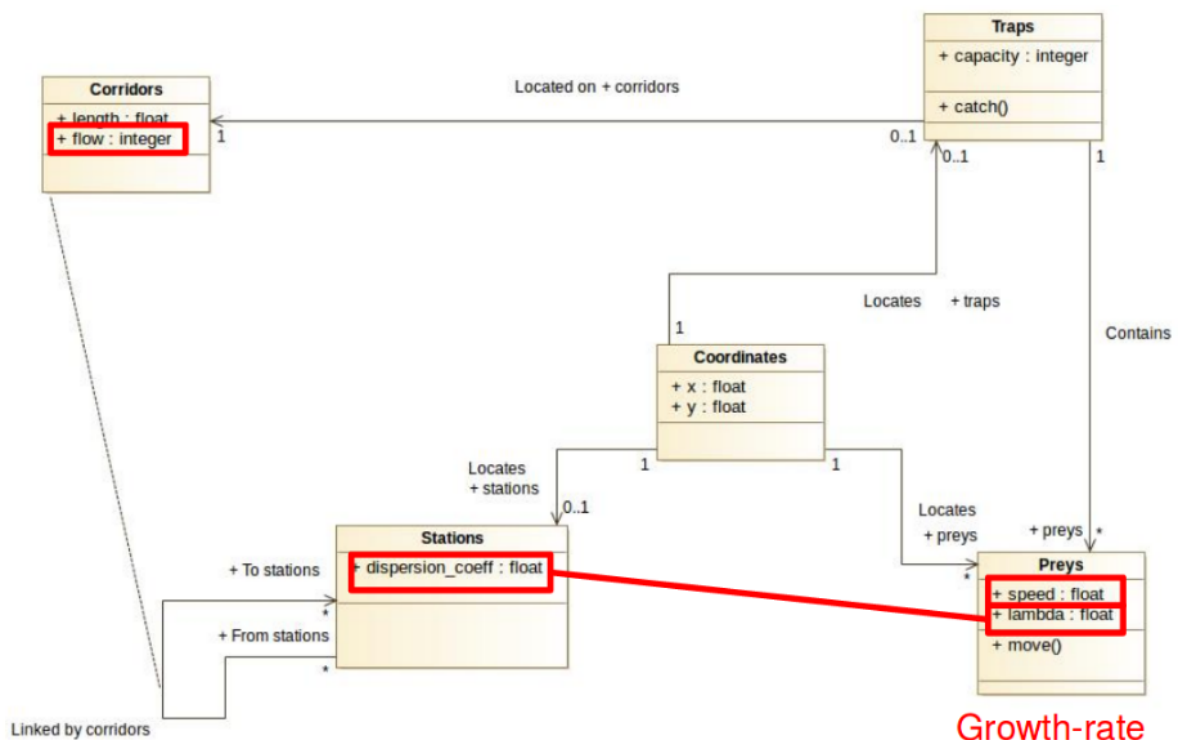 Traps
+ capacity : integer
+ catch()
Corridors
+ length : float
+ flow : integer
Located on + corridors
1
0..1
0..1
1
Locates + traps
Contains
1
Coordinates
+ x : float
+ y : float
1
1
Locates
+ stations
0..1
Locates
+ preys
*
+ preys
*
Stations
+ dispersion_coeff : float
Preys
+ speed : float
+ lambda : float
+ move()
+ To stations
*
+ From stations
*
Linked by corridors
Growth-rate